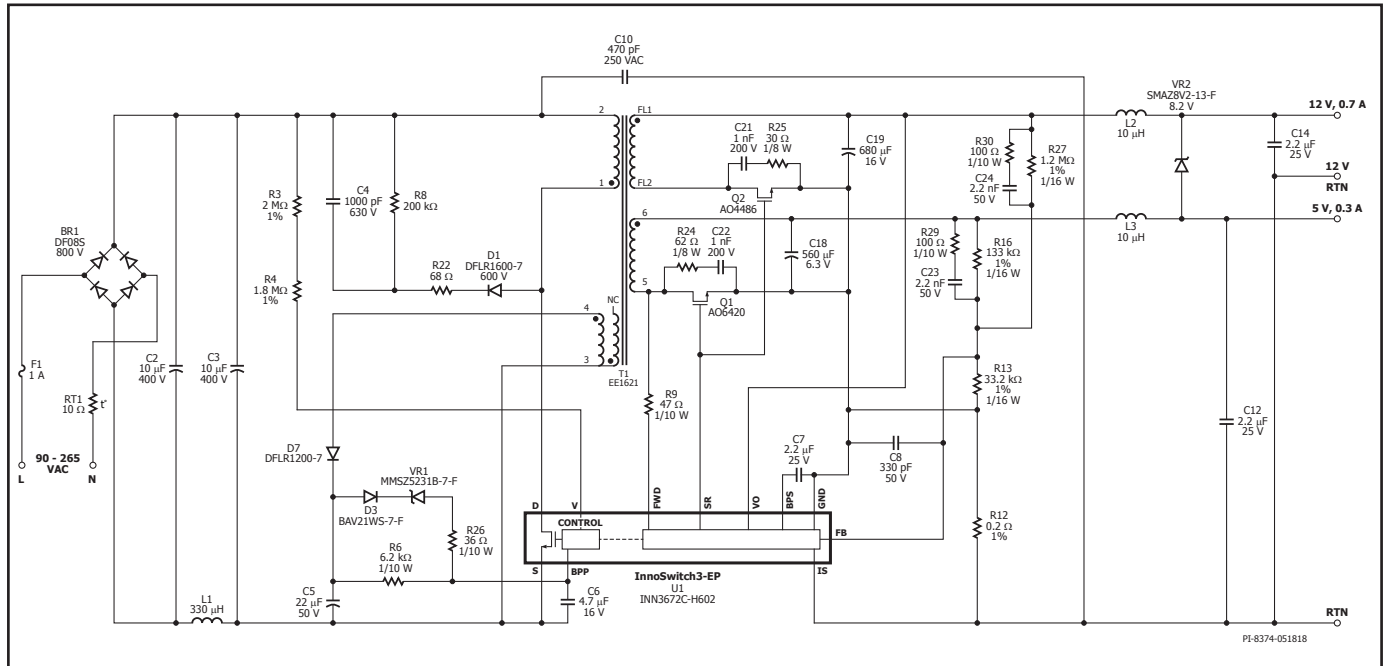 C10
470 pF
250 VAC
VR2
SMAZ8V2-13-F
8.2 V
12 V, 0.7 A
2
FL1
L2
10 µH
C21
1 nF
200 V
R25
30 Ω
1/8 W
C19
680 µF
16 V
R30
100 Ω
1/10 W
R27
1.2 MΩ
1%
1/16 W
C14
2.2 µF
25 V
C24
2.2 nF
50 V
12 V
RTN
R3
2 MΩ
1%
C4
1000 pF
630 V
R8
200 kΩ
1
FL2
Q2
AO4486
6
5 V, 0.3 A
L3
10 µH
BR1
DF08S
800 V
R24
62 Ω
1/8 W
C22
1 nF
200 V
C18
560 µF
6.3 V
R29
100 Ω
1/10 W
R16
133 kΩ
1%
1/16 W
D1
DFLR1600-7
600 V
R22
68 Ω
R4
1.8 MΩ
1%
C23
2.2 nF
50 V
NC
5
Q1
AO6420
4
3
T1
EE1621
F1
1 A
C2
10 µF
400 V
C3
10 µF
400 V
R13
33.2 kΩ
1%
1/16 W
RT1
10 Ω
t°
R9
47 Ω
1/10 W
C12
2.2 µF
25 V
D7
DFLR1200-7
C7
2.2 µF
25 V
C8
330 pF
50 V
90 - 265
VAC
L
N
VR1
MMSZ5231B-7-F
D3
BAV21WS-7-F
D
V
FWD
SR
VO
BPS
GND
CONTROL
FB
R12
0.2 Ω
1%
R26
36 Ω
1/10 W
R6
6.2 kΩ
1/10 W
S
BPP
IS
InnoSwitch3-EP
U1
INN3672C-H602
C5
22 µF
50 V
C6
4.7 µF
16 V
L1
330 µH
RTN
PI-8374-051818